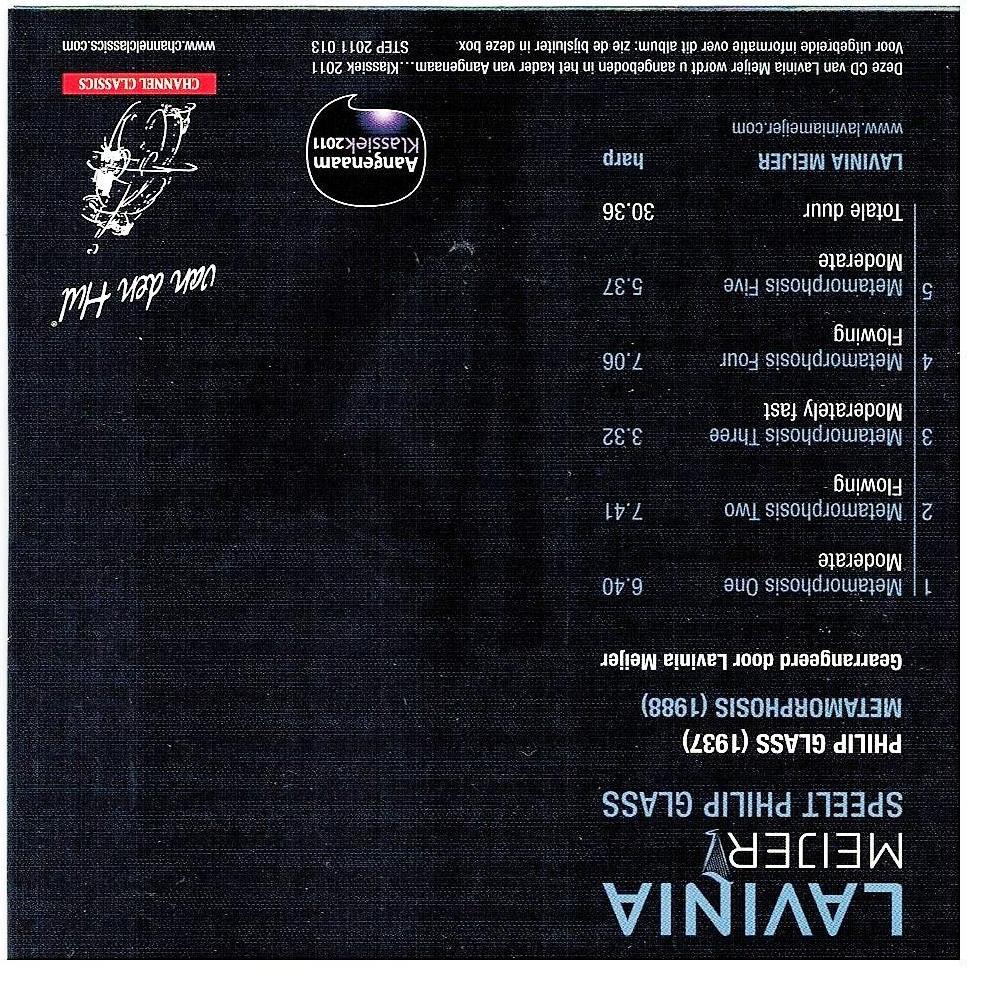 LAVINIA
MEIJER
SPEELT PHILIP GLASS
PHILIP GLASS (1937)
METAMORPHOSIS (1988)
Gearrangeerd door Lavinia Meijer
1 Metamorphosis One 6.40
Moderate
2 Metamorphosis Two 7.41
Flowing
3 Metamorphosis Three 3.32
Moderately fast
4 Metamorphosis Four 7.06
Flowing
5 Metamorphosis Five 5.37
Moderate
Totale duur 30.36
LAVINIA MEIJER harp
www.laviniameijer.com
Deze CD van Lavinia Meijer wordt u aangeboden in het kader van Aangenaam....Klassiek 2011
Voor uitgebreide informatie over dit album: zie de bijsluiter in deze box. STEP 2011 013
Aangenaam
Klassiek2011
van den Hul®
CHANNEL CLASSICS
www.channelclassics.com